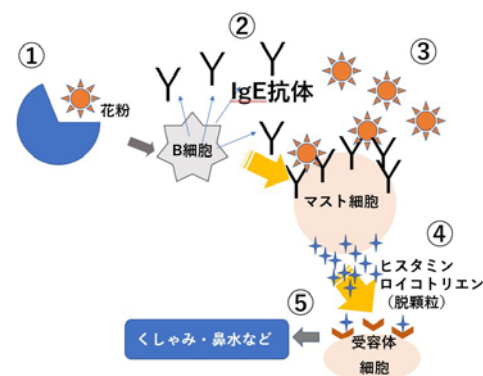 ①
花粉
②
IgE抗体
B細胞
③
マスト細胞
④
ヒスタミン
ロイコトリエン
（脱顆粒）
⑤
くしゃみ・鼻水など
受容体
細胞